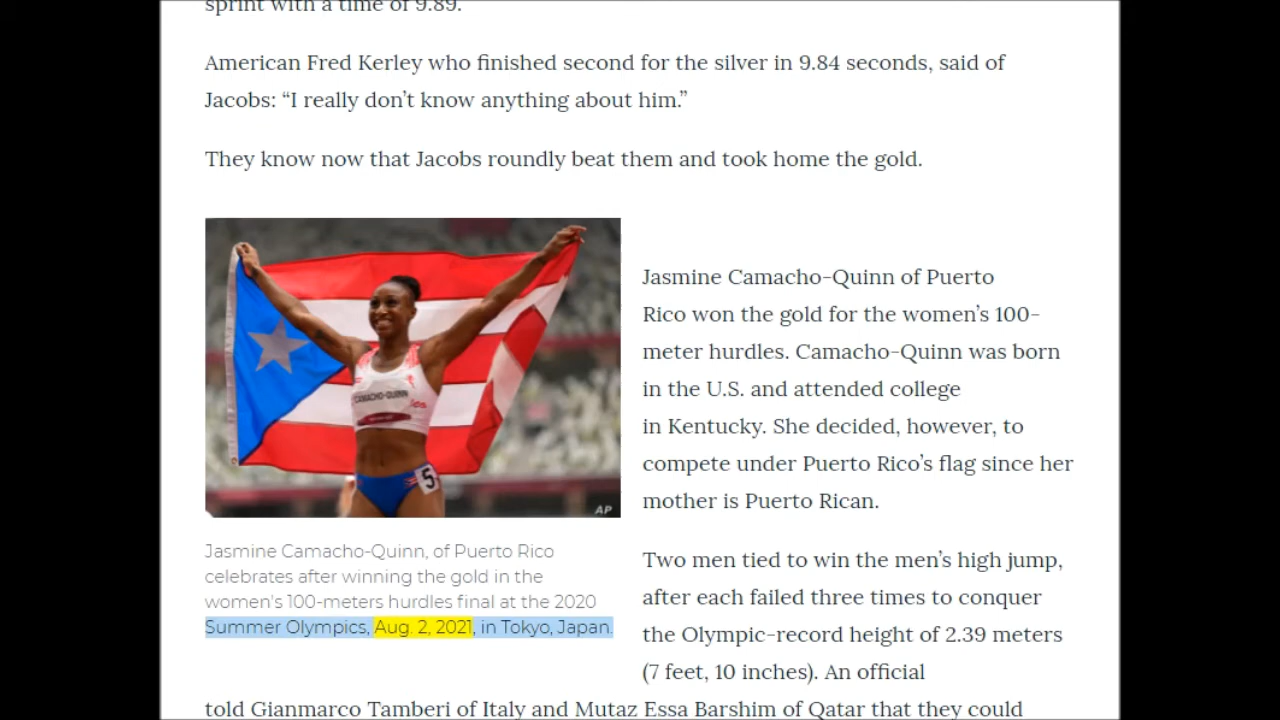 sprint with a time of 9.89.
American Fred Kerley who finished second for the silver in 9.84 seconds, said of
Jacobs: “I really don’t know anything about him.”
They know now that Jacobs roundly beat them and took home the gold.
CAMACHO-QUINN
5
AP
Jasmine Camacho-Quinn, of Puerto Rico
celebrates after winning the gold in the
women's 100-meters hurdles final at the 2020
Summer Olympics, Aug. 2, 2021, in Tokyo, Japan.
Jasmine Camacho-Quinn of Puerto
Rico won the gold for the women’s 100-
meter hurdles. Camacho-Quinn was born
in the U.S. and attended college
in Kentucky. She decided, however, to
compete under Puerto Rico’s flag since her
mother is Puerto Rican.
Two men tied to win the men’s high jump,
after each failed three times to conquer
the Olympic-record height of 2.39 meters
(7 feet, 10 inches). An official
told Gianmarco Tamberi of Italy and Mutaz Essa Barshim of Qatar that they could